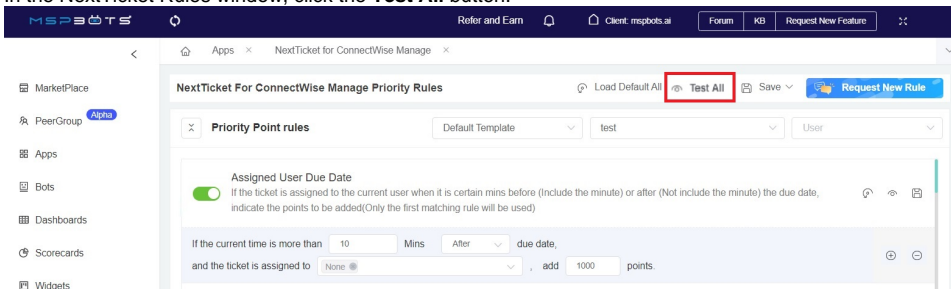 In the NextTicket Rules window, click the Test All button.
MSPBOTS
Refer and Earn
Client: mspbots.ai
Forum
KB
Request New Feature
Apps ×
NextTicket for ConnectWise Manage ×
MarketPlace
PeerGroup Alpha
Apps
Bots
Dashboards
Scorecards
Widgets
NextTicket For ConnectWise Manage Priority Rules
Load Default All
Test All
Save
Request New Rule
Priority Point rules
Default Template
test
User
Assigned User Due Date
If the ticket is assigned to the current user when it is certain mins before (Include the minute) or after (Not include the minute) the due date,
indicate the points to be added(Only the first matching rule will be used)
If the current time is more than 10 Mins After due date,
and the ticket is assigned to None , add 1000 points.